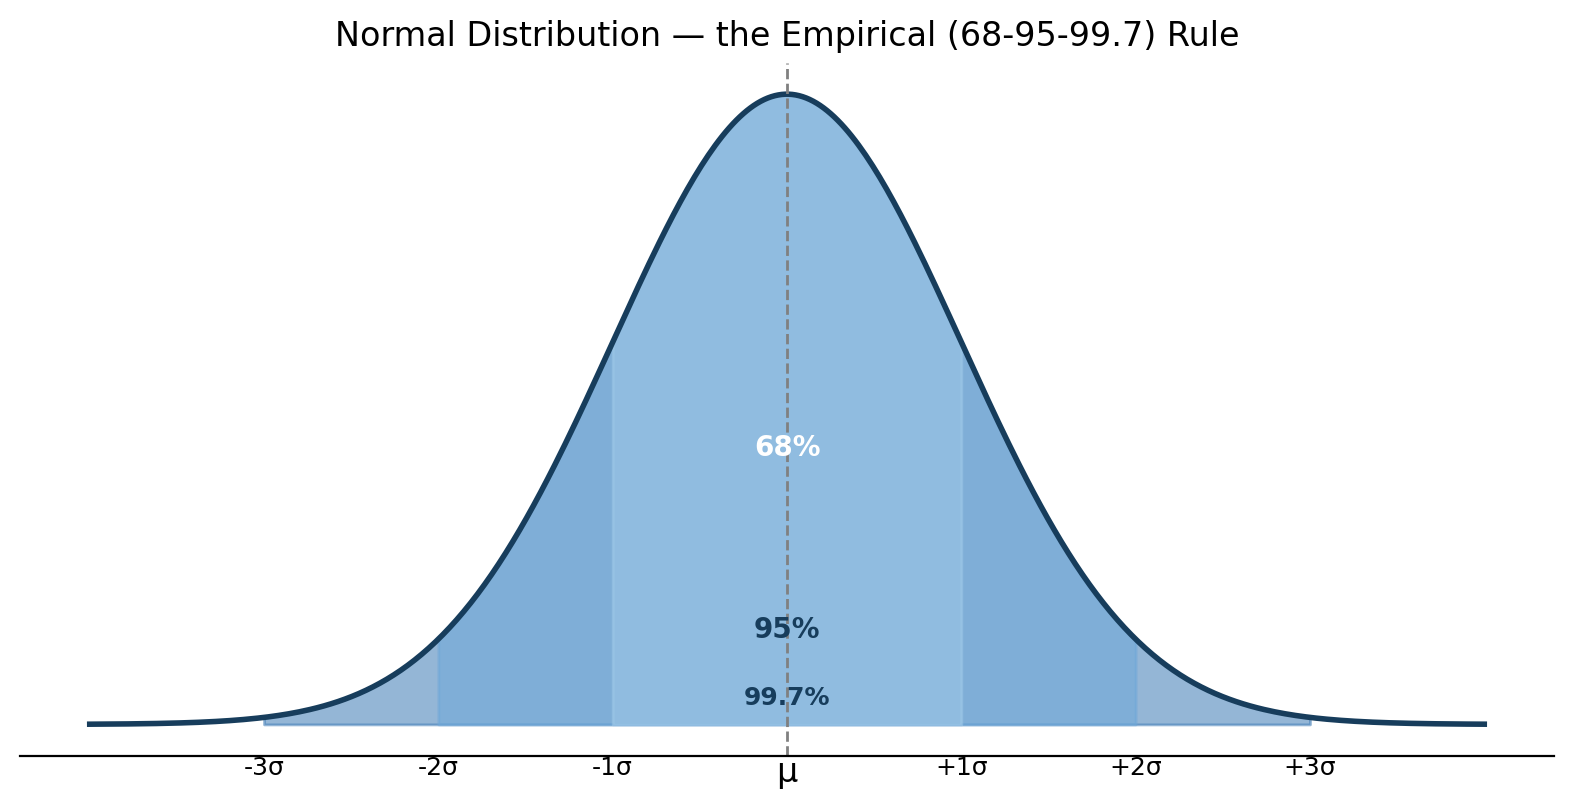 Normal Distribution — the Empirical (68-95-99.7) Rule
68%
95%
99.7%
-3σ -2σ -1σ μ +1σ +2σ +3σ